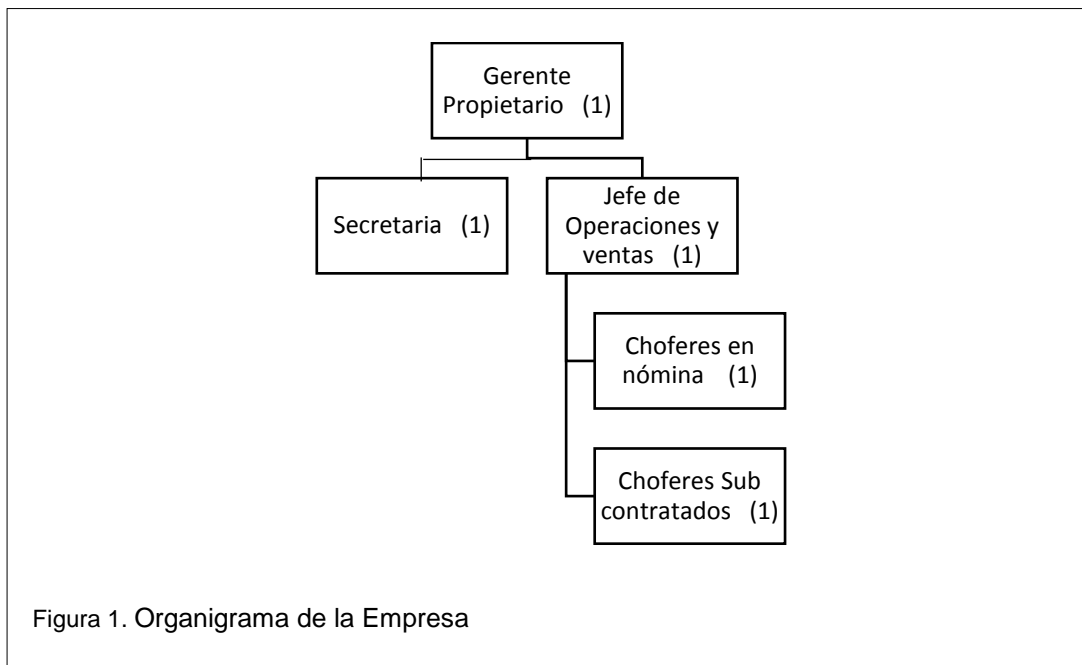 Gerente
Propietario (1)
Secretaria (1)
Jefe de
Operaciones y
ventas (1)
Choferes en
nómina (1)
Choferes Sub
contratados (1)
Figura 1. Organigrama de la Empresa